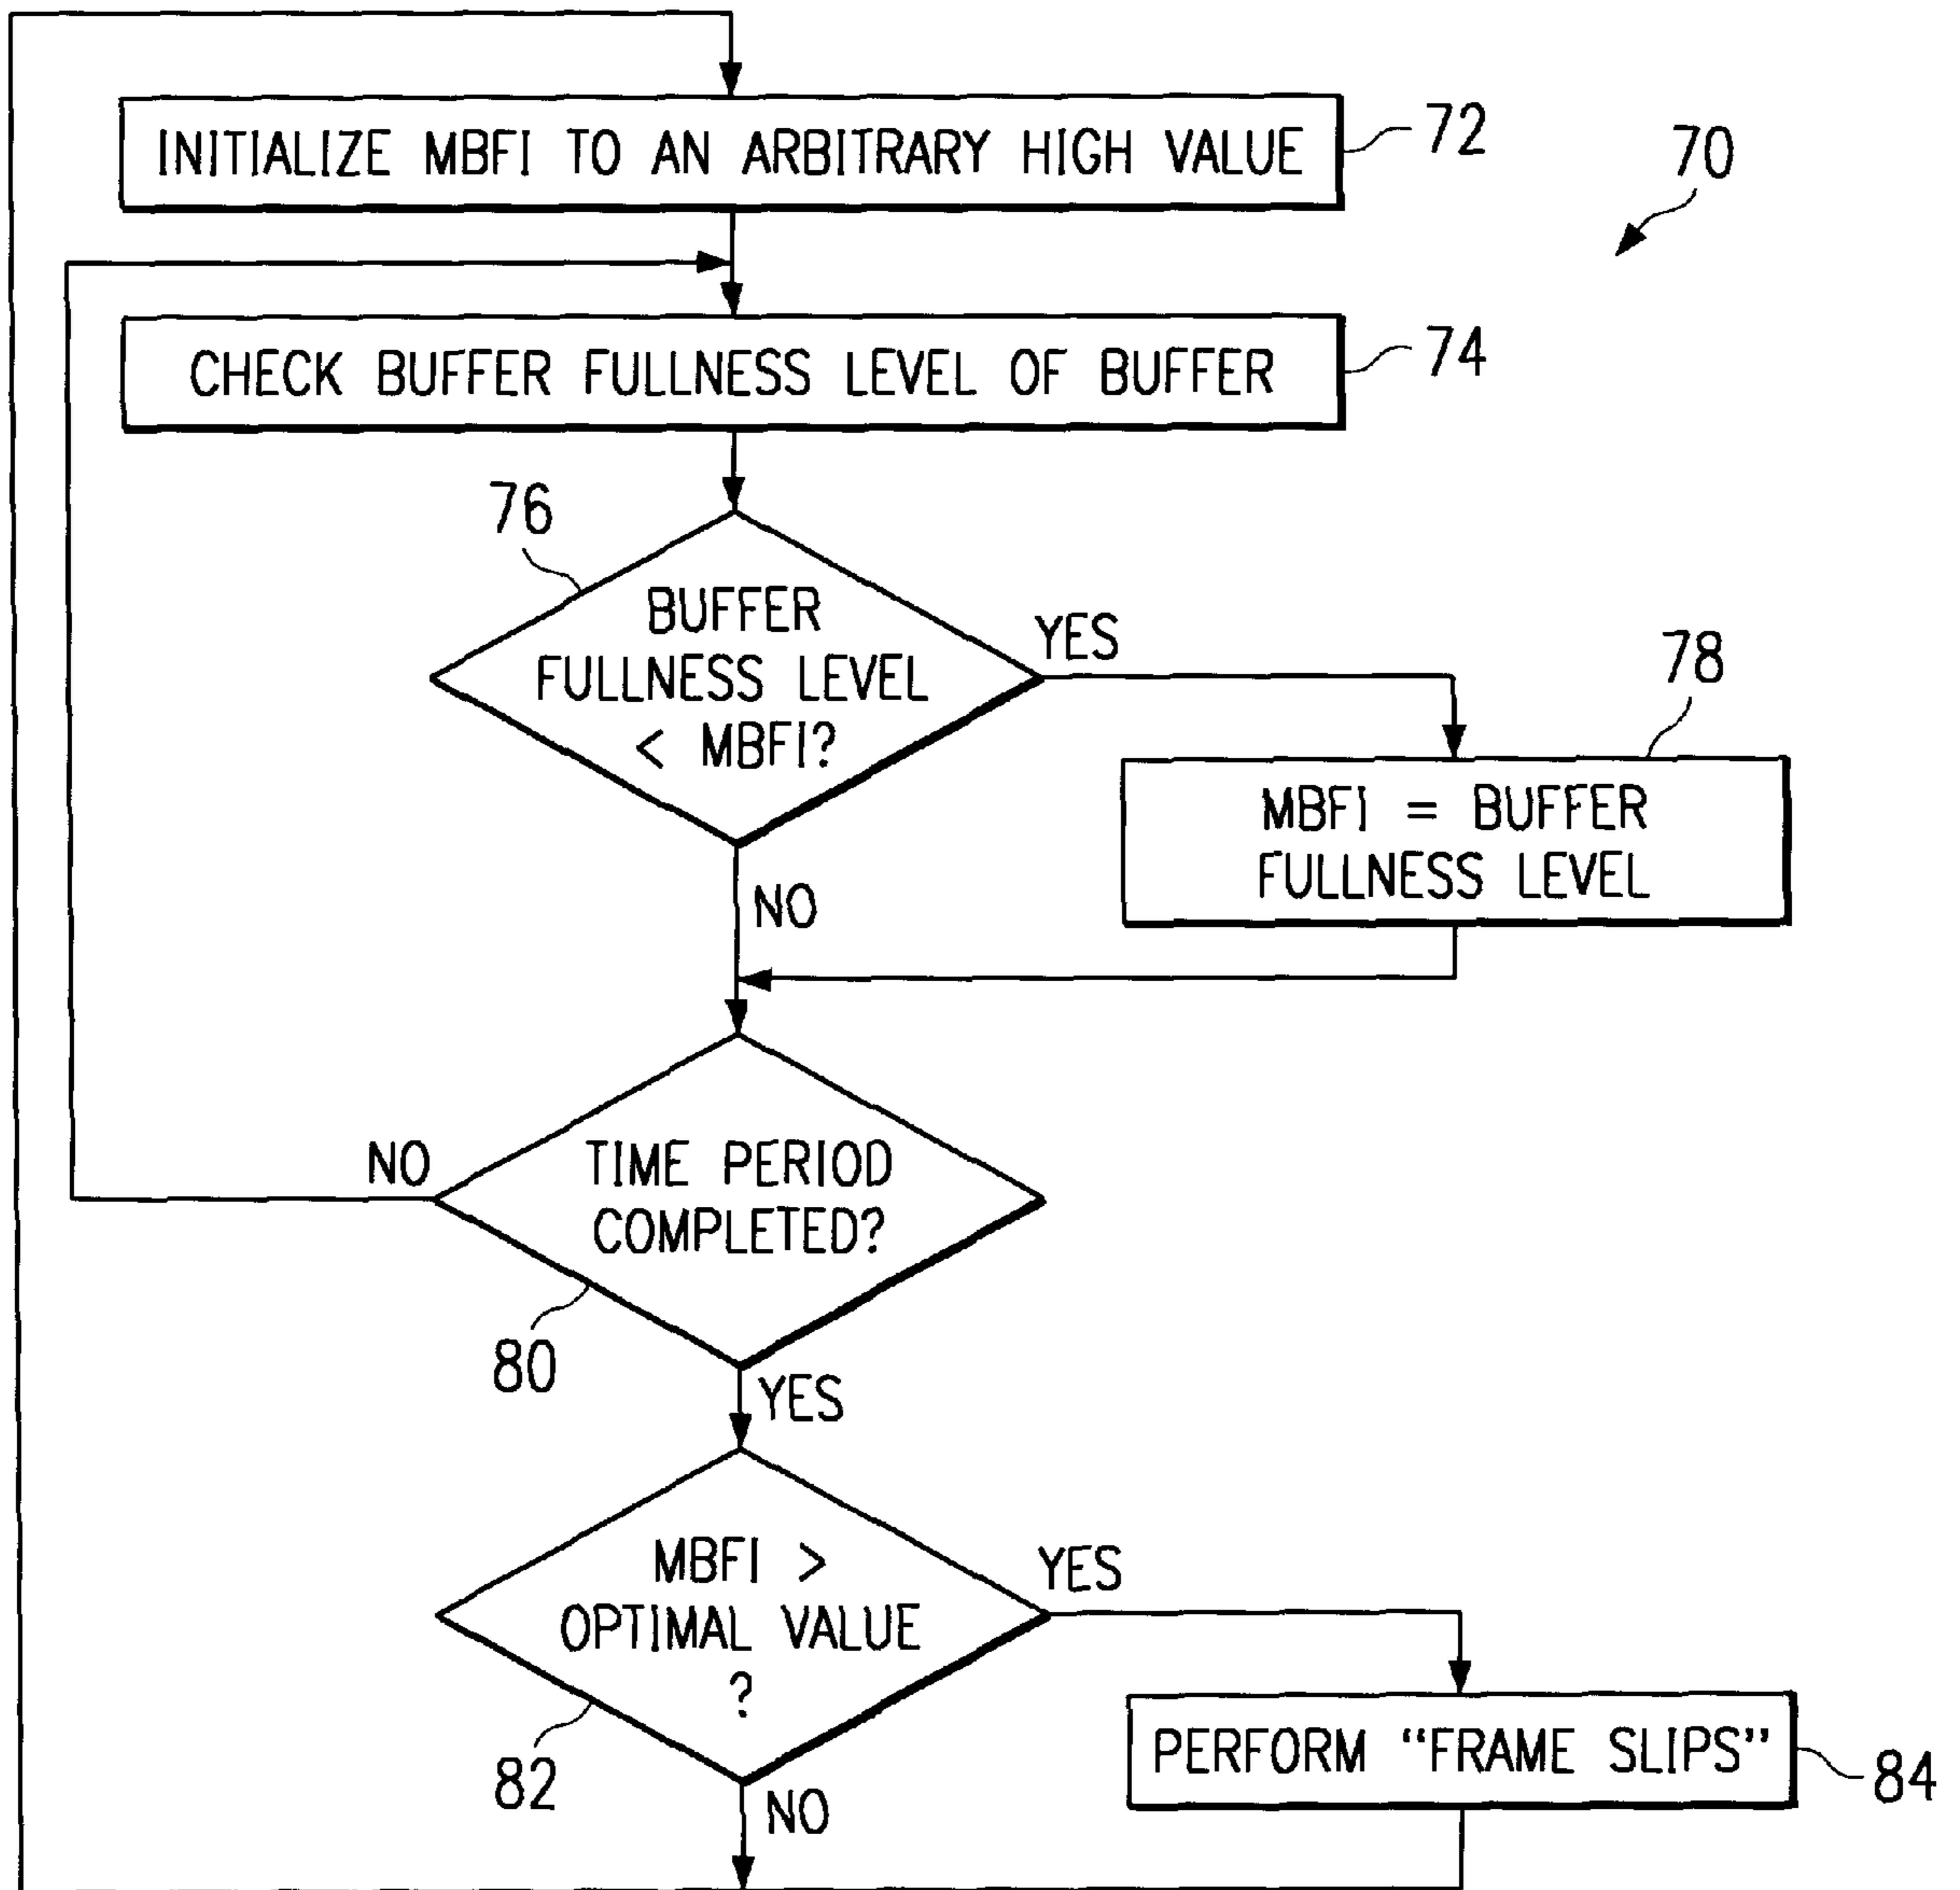 INITIALIZE MBFI TO AN ARBITRARY HIGH VALUE
72
70
CHECK BUFFER FULLNESS LEVEL OF BUFFER
74
76
BUFFER
FULLNESS LEVEL
< MBFI?
YES
78
MBFI = BUFFER
FULLNESS LEVEL
NO
NO
TIME PERIOD
COMPLETED?
80
YES
MBFI >
OPTIMAL VALUE
?
YES
82
PERFORM “FRAME SLIPS”
84
NO